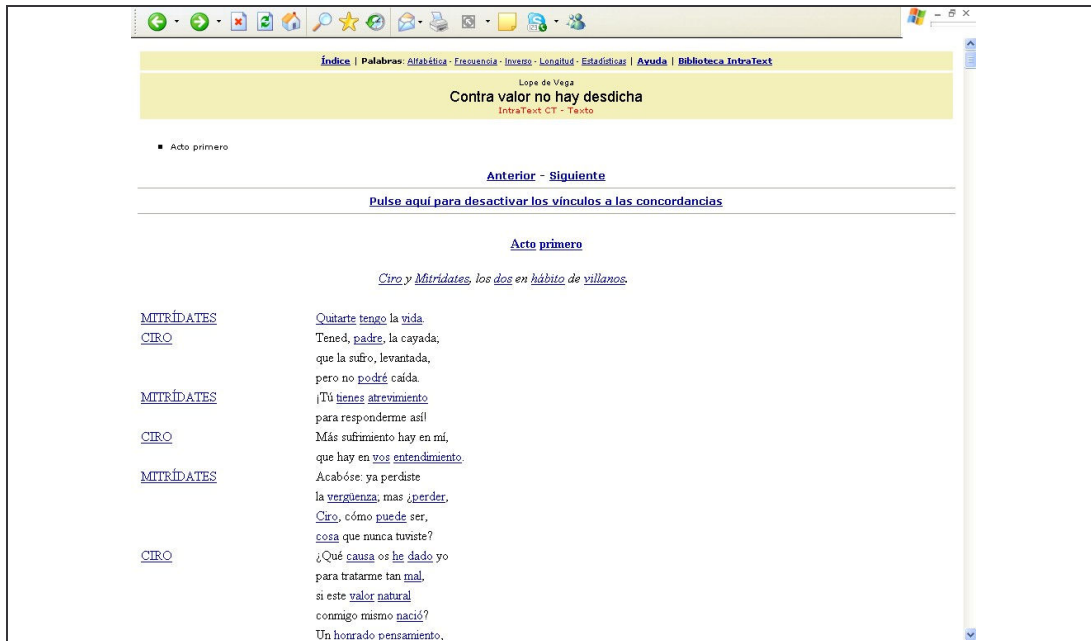 Índice | Palabras: Alfabética - Frecuencia - Inverso - Longitud - Estadísticas | Ayuda | Biblioteca IntraText
Lope de Vega
Contra valor no hay desdicha
IntraText CT - Texto
Acto primero
Anterior - Siguiente
Pulse aquí para desactivar los vínculos a las concordancias
Acto primero
Ciro y Mitrídates, los dos en hábito de villanos.
MITRÍDATES Quitarte tengo la vida.
CIRO Tened, padre, la cayada;
que la sufro, levantada,
pero no podré caída.
MITRÍDATES ¡Tú tienes atrevimiento
para responderme así!
CIRO Más sufrimiento hay en mí,
que hay en vos entendimiento.
MITRÍDATES Acabóse: ya perdiste
la vergüenza; mas ¿perder,
Ciro, cómo puede ser,
cosa que nunca tuviste?
CIRO ¿Qué causa os he dado yo
para tratarme tan mal,
si este valor natural
conmigo mismo nació?
Un honrado pensamiento,